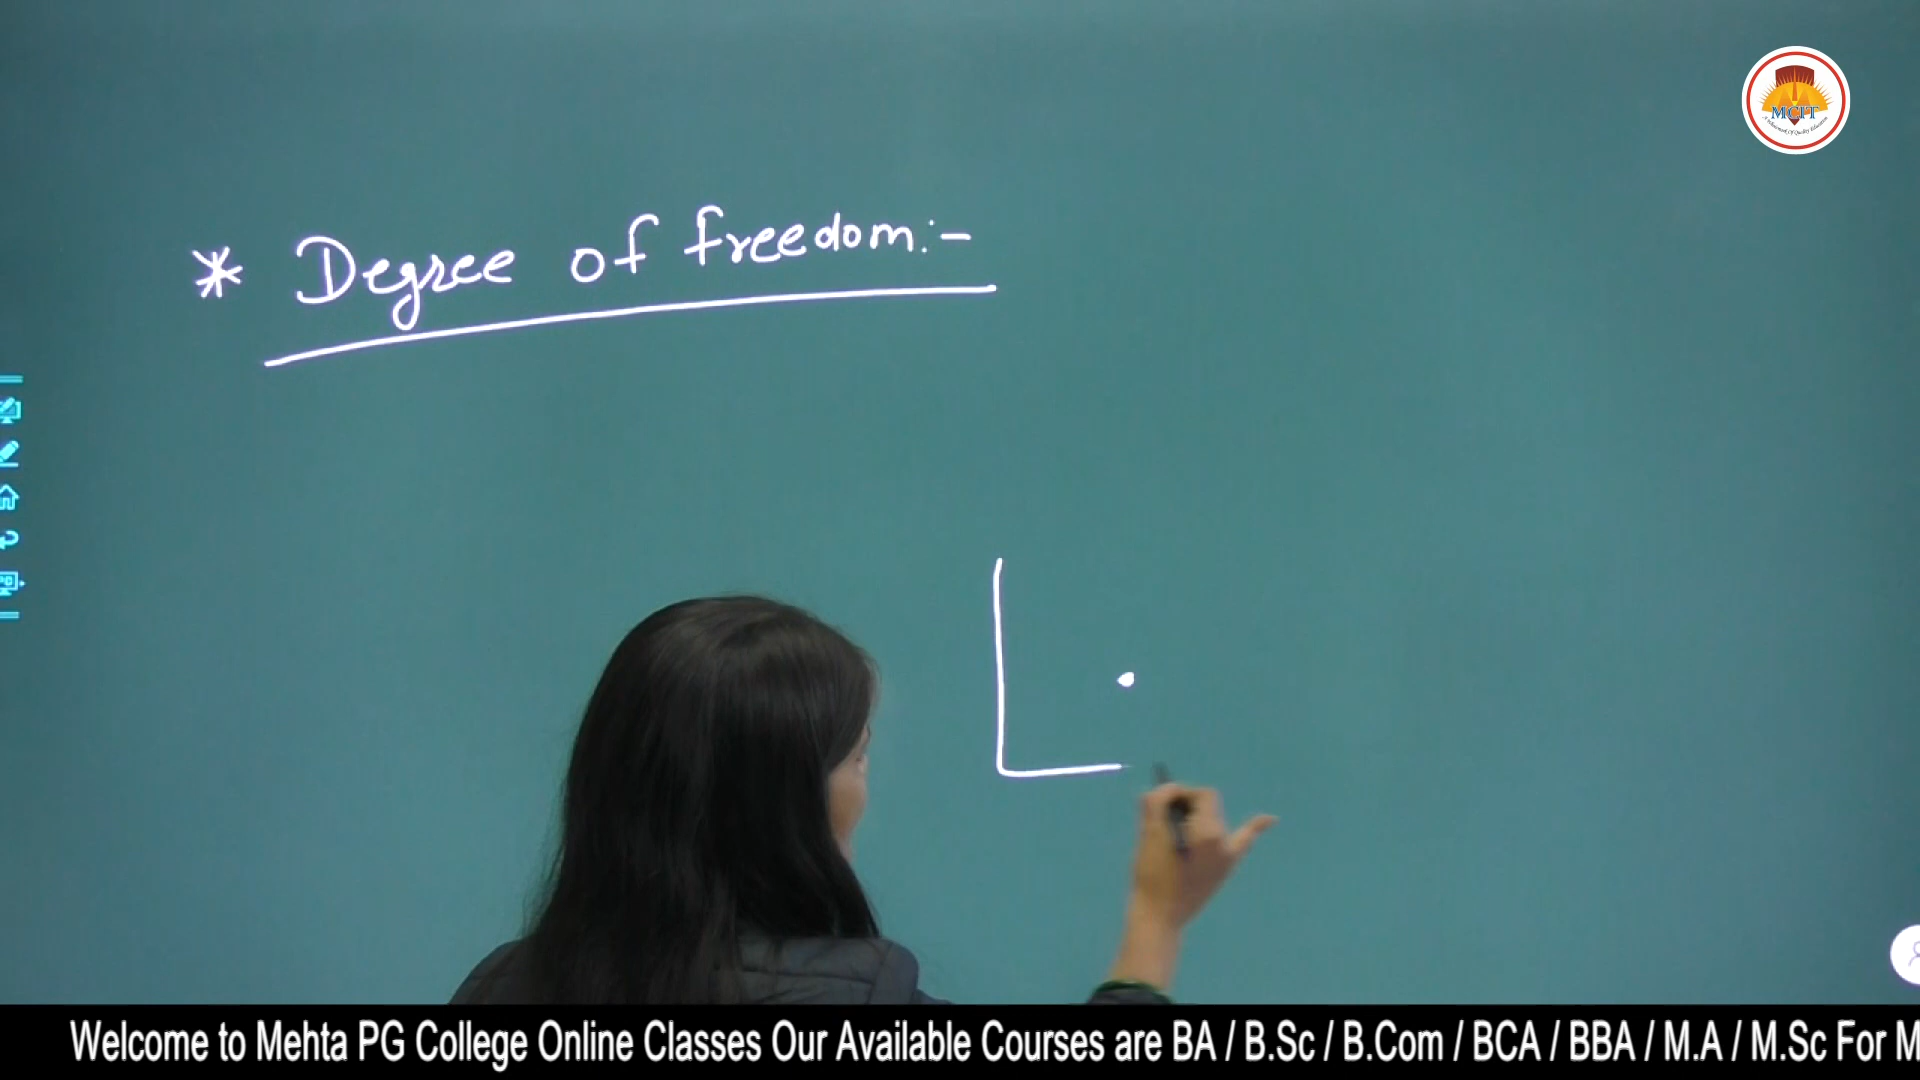 MCIT
* Degree of freedom:-
Welcome to Mehta PG College Online Classes Our Available Courses are BA / B.Sc / B.Com / BCA / BBA / M.A / M.Sc For M